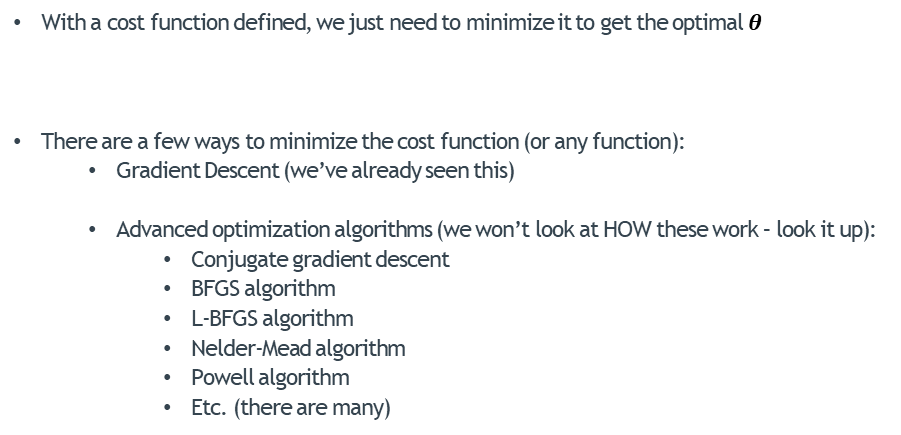 • With a cost function defined, we just need to minimize it to get the optimal θ
• There are a few ways to minimize the cost function (or any function):
• Gradient Descent (we’ve already seen this)
• Advanced optimization algorithms (we won’t look at HOW these work - look it up):
• Conjugate gradient descent
• BFGS algorithm
• L-BFGS algorithm
• Nelder-Mead algorithm
• Powell algorithm
• Etc. (there are many)